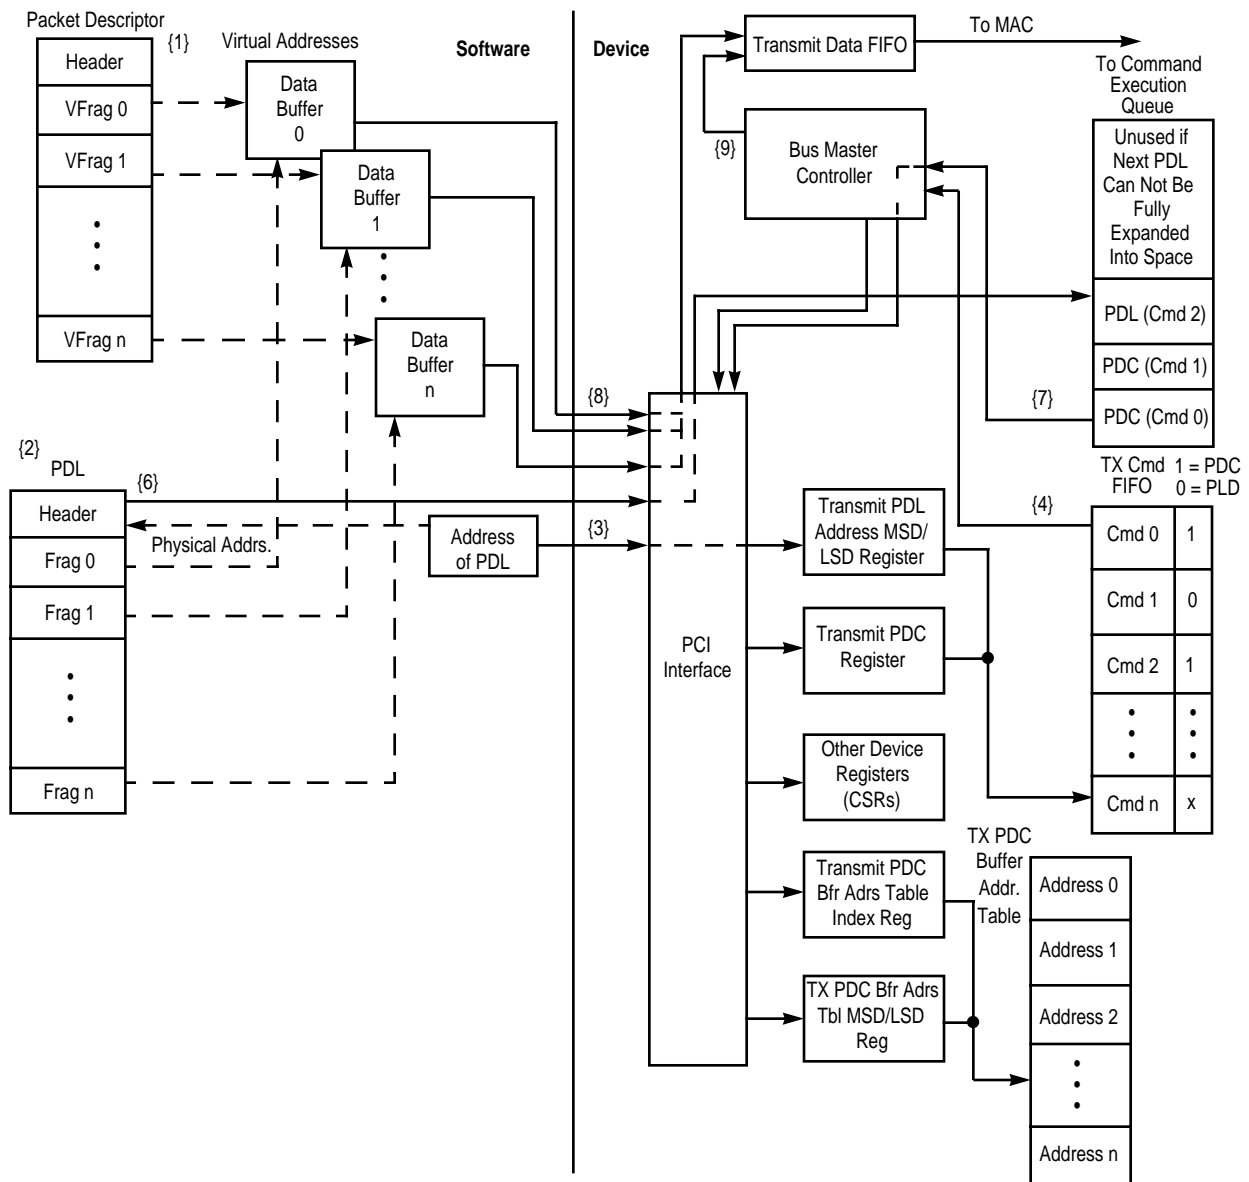 Packet Descriptor
{1}
Header
VFrag 0
VFrag 1
VFrag n
Virtual Addresses
Data
Buffer
0
Data
Buffer
1
Data
Buffer
n
Software
Device
Transmit Data FIFO
To MAC
To Command
Execution
Queue
{9}
Bus Master
Controller
Unused if
Next PDL
Can Not Be
Fully
Expanded
Into Space
PDL (Cmd 2)
PDC (Cmd 1)
PDC (Cmd 0)
{7}
{8}
{2}
PDL
{6}
Header
Frag 0
Frag 1
Frag n
Physical Addrs.
Address
of PDL
{3}
PCI
Interface
Transmit PDL
Address MSD/
LSD Register
Transmit PDC
Register
Other Device
Registers
(CSRs)
Transmit PDC
Bfr Adrs Table
Index Reg
TX PDC Bfr Adrs
Tbl MSD/LSD
Reg
{4}
TX Cmd
FIFO
1 = PDC
0 = PLD
Cmd 0 1
Cmd 1 0
Cmd 2 1
Cmd n x
TX PDC
Buffer
Addr.
Table
Address 0
Address 1
Address 2
Address n